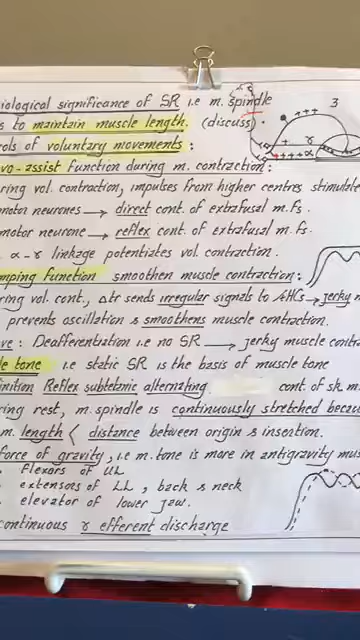 iological significance of SR i.e m. spindle
s to maintain muscle length. (discuss).
rols of voluntary movements:
vo-assist function during m. contraction:
ring vol. contraction, impulses from higher centres stimulate
motor neurones → direct cont. of extrafusal m.fs.
motor neurone → reflex cont. of extrafusal m.fs.
α-γ linkage potentiates vol. contraction.
mping function smoothen muscle contraction:
ring vol. cont., tr sends irregular signals to AHCs → jerky m
prevents oscillation & smoothens muscle contraction.
ve: Deafferentiation i.e no SR → jerky muscle contra
le tone i.e static SR is the basis of muscle tone
inition Reflex subtetanic alternating cont. of sk. m
ring rest, m. spindle is continuously stretched becau
m. length < distance between origin & insertion.
force of gravity, i.e m. tone is more in antigravity mus
flexors of UL
extensors of LL, back & neck
elevator of lower jaw.
continuous γ efferent discharge
3
+++
+
γ
++++ α